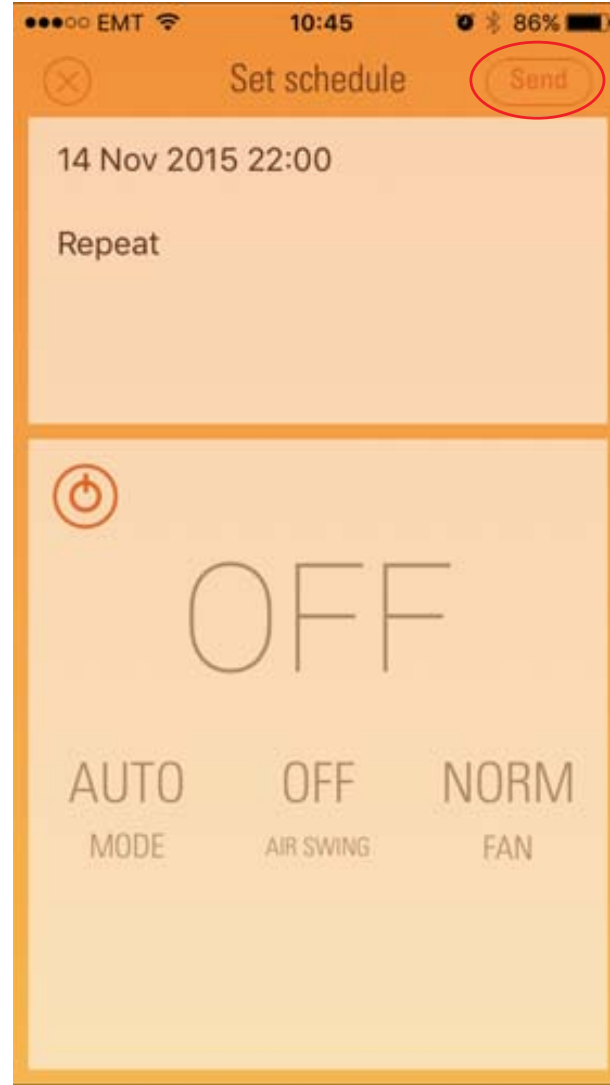 EMT 10:45 86%
Set schedule Send
14 Nov 2015 22:00
Repeat
OFF
AUTO OFF NORM
MODE AIR SWING FAN